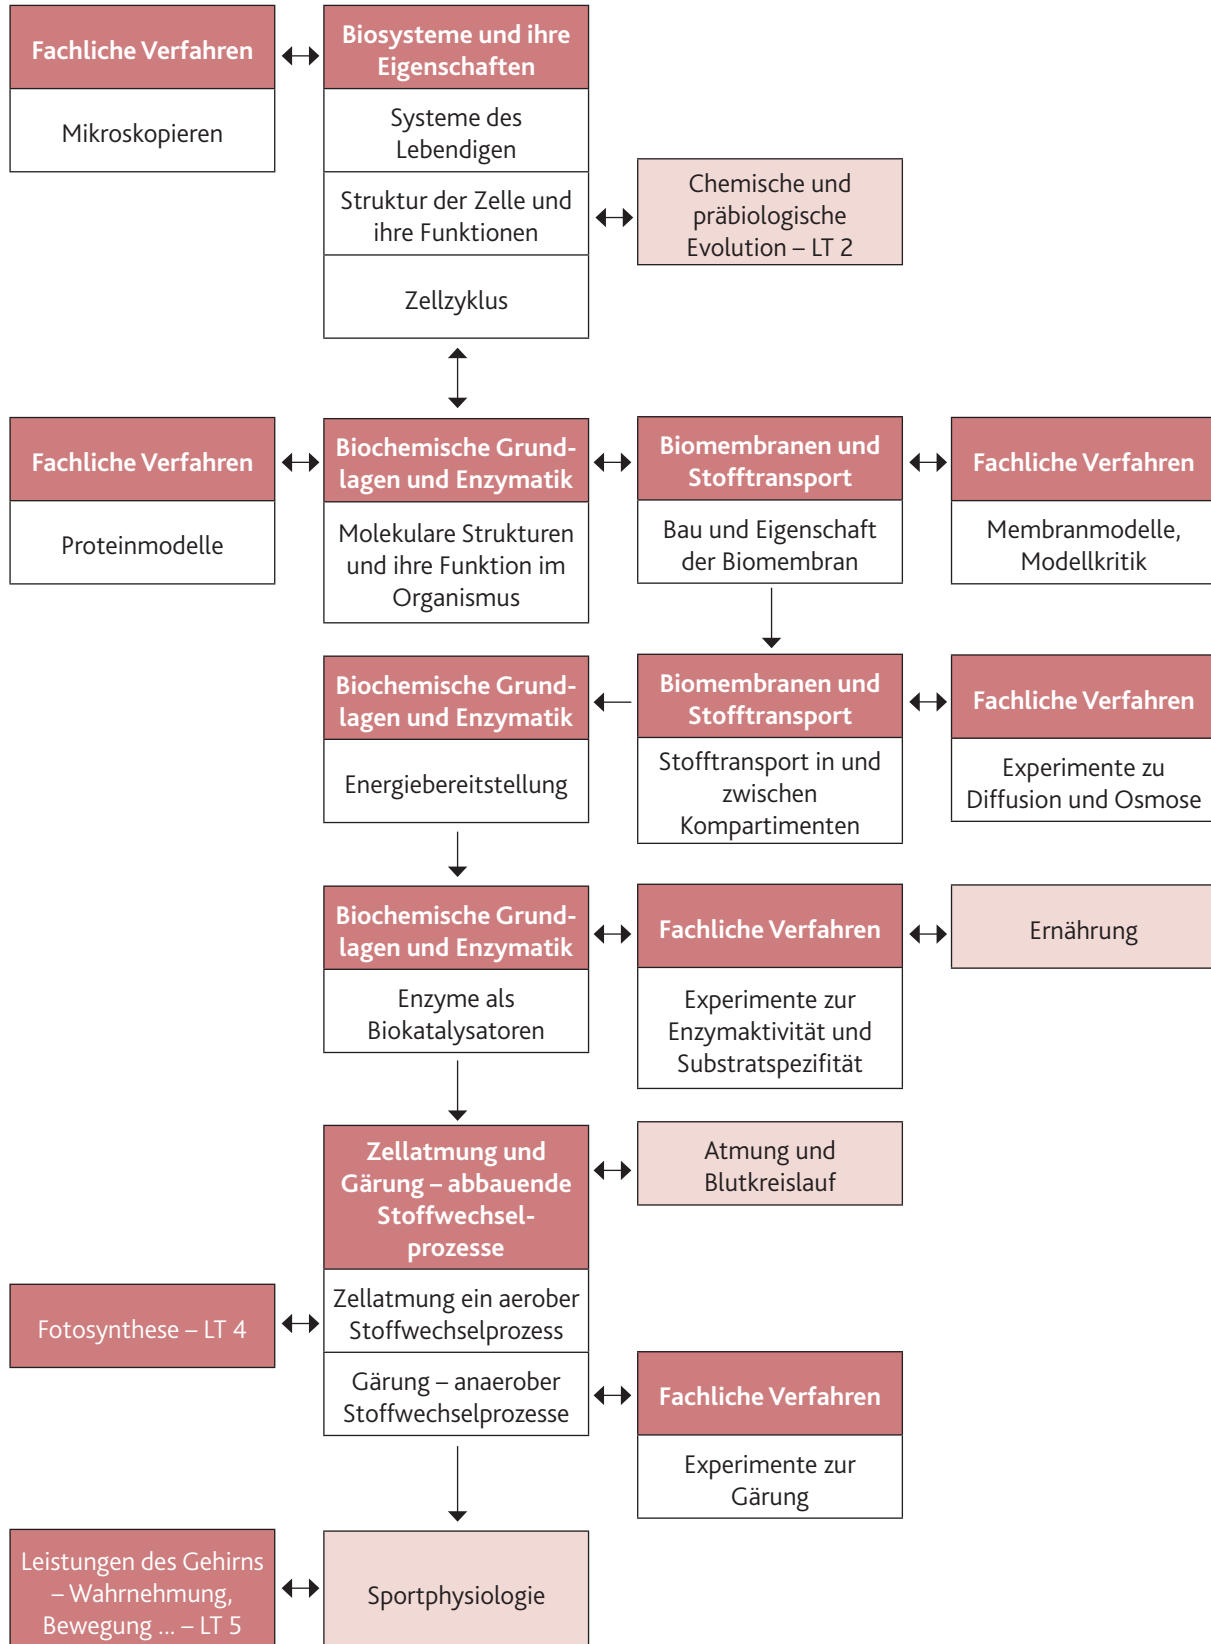 Fachliche Verfahren
Mikroskopieren
Biosysteme und ihre
Eigenschaften
Systeme des
Lebendigen
Struktur der Zelle und
ihre Funktionen
Zellzyklus
Chemische und
präbiologische
Evolution – LT 2
Fachliche Verfahren
Proteinmodelle
Biochemische Grund-
lagen und Enzymatik
Molekulare Strukturen
und ihre Funktion im
Organismus
Biomembranen und
Stofftransport
Bau und Eigenschaft
der Biomembran
Fachliche Verfahren
Membranmodelle,
Modellkritik
Biochemische Grund-
lagen und Enzymatik
Energiebereitstellung
Biomembranen und
Stofftransport
Stofftransport in und
zwischen
Kompartimenten
Fachliche Verfahren
Experimente zu
Diffusion und Osmose
Biochemische Grund-
lagen und Enzymatik
Enzyme als
Biokatalysatoren
Fachliche Verfahren
Experimente zur
Enzymaktivität und
Substratspezifität
Ernährung
Zellatmung und
Gärung – abbauende
Stoffwechsel-
prozesse
Zellatmung ein aerober
Stoffwechselprozess
Gärung – anaerober
Stoffwechselprozesse
Atmung und
Blutkreislauf
Fotosynthese – LT 4
Fachliche Verfahren
Experimente zur
Gärung
Leistungen des Gehirns
– Wahrnehmung,
Bewegung ... – LT 5
Sportphysiologie